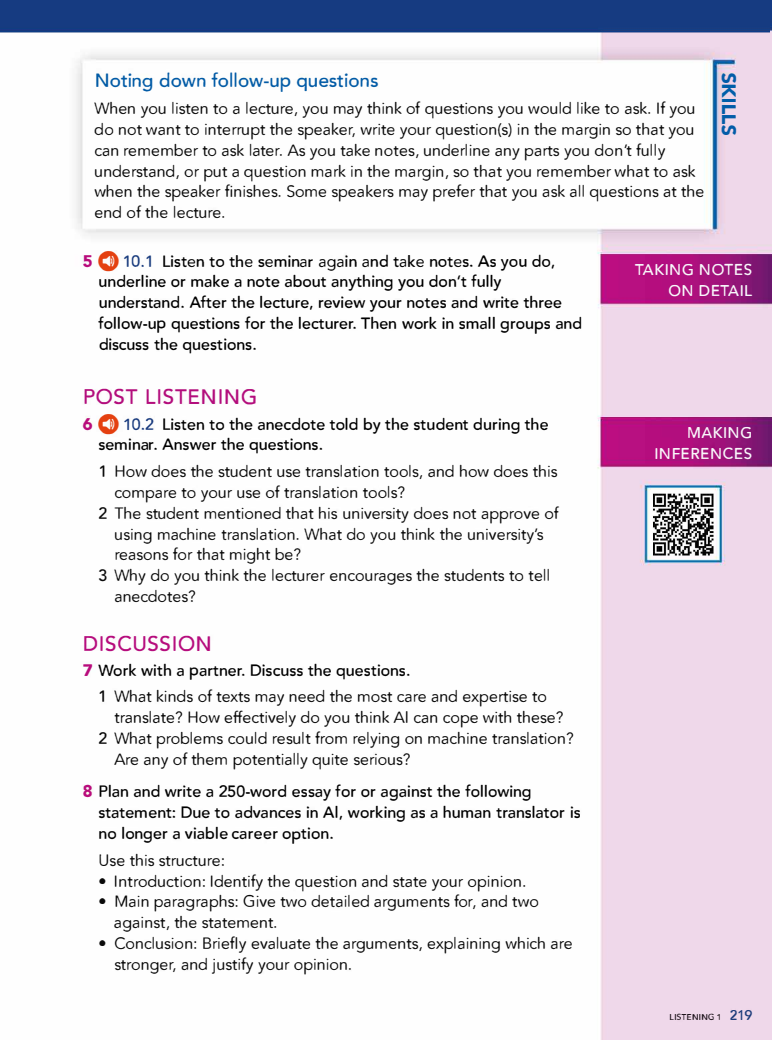 Noting down follow-up questions
When you listen to a lecture, you may think of questions you would like to ask. If you
do not want to interrupt the speaker, write your question(s) in the margin so that you
can remember to ask later. As you take notes, underline any parts you don't fully
understand, or put a question mark in the margin, so that you remember what to ask
when the speaker finishes. Some speakers may prefer that you ask all questions at the
end of the lecture.
SKILLS
5 10.1 Listen to the seminar again and take notes. As you do,
underline or make a note about anything you don't fully
understand. After the lecture, review your notes and write three
follow-up questions for the lecturer. Then work in small groups and
discuss the questions.
TAKING NOTES
ON DETAIL
POST LISTENING
6 10.2 Listen to the anecdote told by the student during the
seminar. Answer the questions.
MAKING
INFERENCES
1 How does the student use translation tools, and how does this
compare to your use of translation tools?
2 The student mentioned that his university does not approve of
using machine translation. What do you think the university's
reasons for that might be?
3 Why do you think the lecturer encourages the students to tell
anecdotes?
DISCUSSION
7 Work with a partner. Discuss the questions.
1 What kinds of texts may need the most care and expertise to
translate? How effectively do you think AI can cope with these?
2 What problems could result from relying on machine translation?
Are any of them potentially quite serious?
8 Plan and write a 250-word essay for or against the following
statement: Due to advances in AI, working as a human translator is
no longer a viable career option.
Use this structure:
• Introduction: Identify the question and state your opinion.
• Main paragraphs: Give two detailed arguments for, and two
against, the statement.
• Conclusion: Briefly evaluate the arguments, explaining which are
stronger, and justify your opinion.
LISTENING 1 219